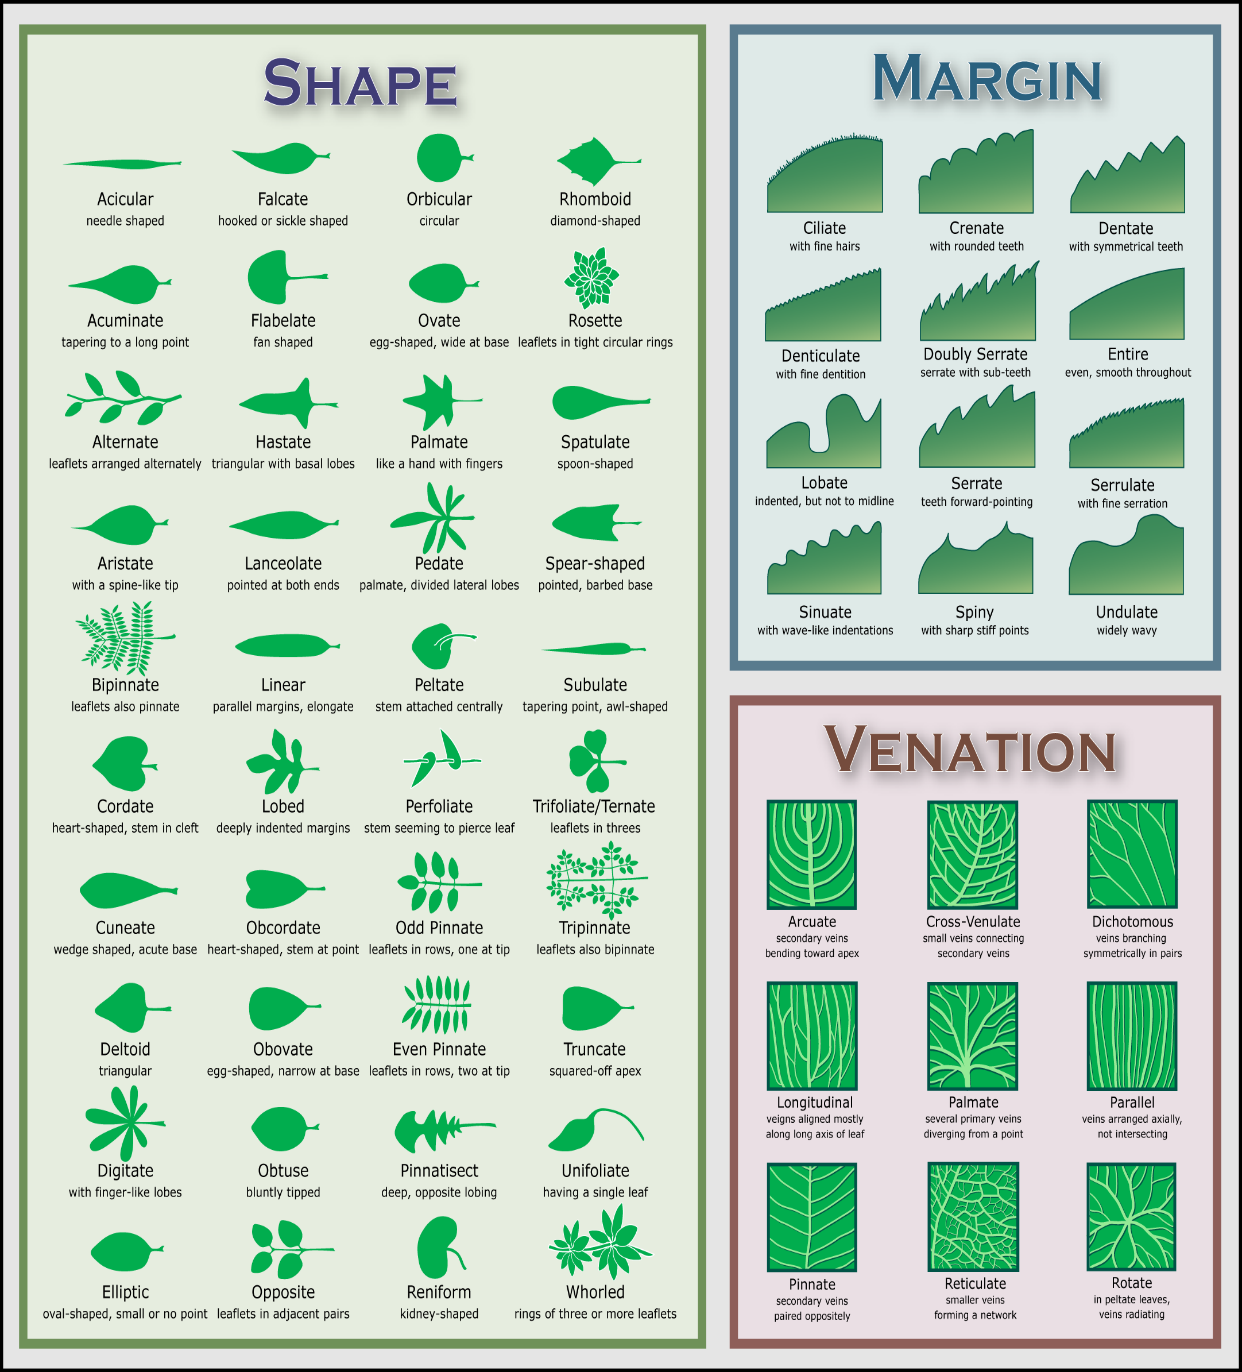 SHAPE
Acicular
needle shaped
Falcate
hooked or sickle shaped
Orbicular
circular
Rhomboid
diamond-shaped
Acuminate
tapering to a long point
Flabelate
fan shaped
Ovate
egg-shaped, wide at base
Rosette
leaflets in tight circular rings
Alternate
leaflets arranged alternately
Hastate
triangular with basal lobes
Palmate
like a hand with fingers
Spatulate
spoon-shaped
Aristate
with a spine-like tip
Lanceolate
pointed at both ends
Pedate
palmate, divided lateral lobes
Spear-shaped
pointed, barbed base
Bipinnate
leaflets also pinnate
Linear
parallel margins, elongate
Peltate
stem attached centrally
Subulate
tapering point, awl-shaped
Cordate
heart-shaped, stem in cleft
Lobed
deeply indented margins
Perfoliate
stem seeming to pierce leaf
Trifoliate/Ternate
leaflets in threes
Cuneate
wedge shaped, acute base
Obcordate
heart-shaped, stem at point
Odd Pinnate
leaflets in rows, one at tip
Tripinnate
leaflets also bipinnate
Deltoid
triangular
Obovate
egg-shaped, narrow at base
Even Pinnate
leaflets in rows, two at tip
Truncate
squared-off apex
Digitate
with finger-like lobes
Obtuse
bluntly tipped
Pinnatisect
deep, opposite lobing
Unifoliate
having a single leaf
Elliptic
oval-shaped, small or no point
Opposite
leaflets in adjacent pairs
Reniform
kidney-shaped
Whorled
rings of three or more leaflets
MARGIN
Ciliate
with fine hairs
Crenate
with rounded teeth
Dentate
with symmetrical teeth
Denticulate
with fine dentition
Doubly Serrate
serrate with sub-teeth
Entire
even, smooth throughout
Lobate
indented, but not to midline
Serrate
teeth forward-pointing
Serrulate
with fine serration
Sinuate
with wave-like indentations
Spiny
with sharp stiff points
Undulate
widely wavy
VENATION
Arcuate
secondary veins
bending toward apex
Cross-Venulate
small veins connecting
secondary veins
Dichotomous
veins branching
symmetrically in pairs
Longitudinal
veigns aligned mostly
along long axis of leaf
Palmate
several primary veins
diverging from a point
Parallel
veins arranged axially,
not intersecting
Pinnate
secondary veins
paired oppositely
Reticulate
smaller veins
forming a network
Rotate
in peltate leaves,
veins radiating